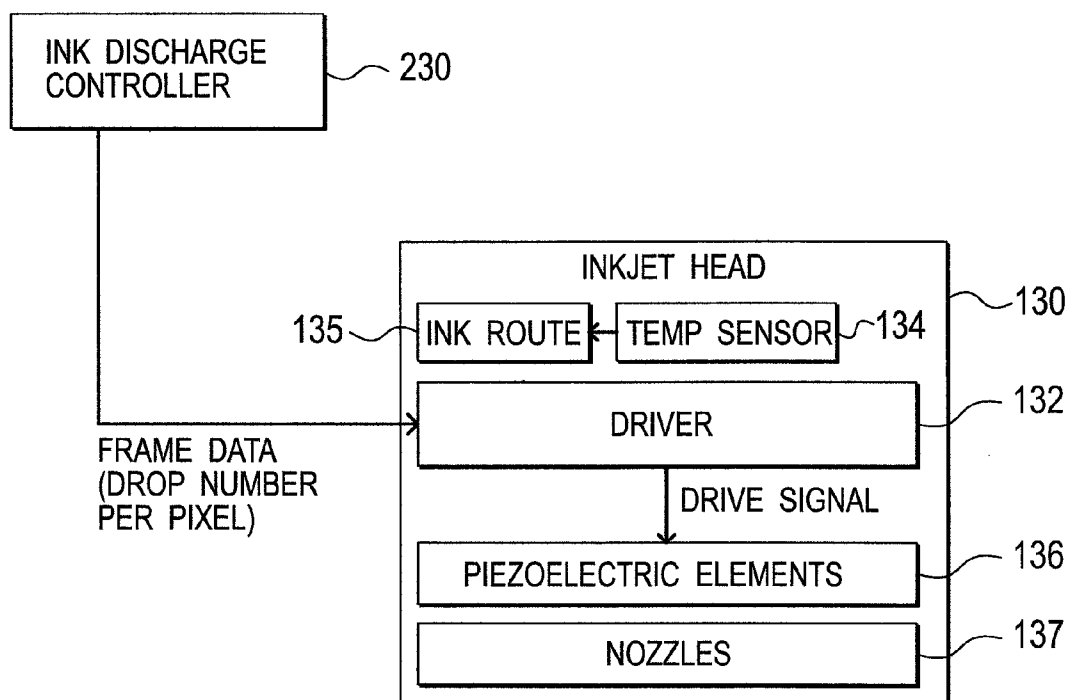 INK DISCHARGE
CONTROLLER
230
INKJET HEAD
130
135
INK ROUTE
TEMP SENSOR
134
DRIVER
132
FRAME DATA
(DROP NUMBER
PER PIXEL)
DRIVE SIGNAL
PIEZOELECTRIC ELEMENTS
136
NOZZLES
137